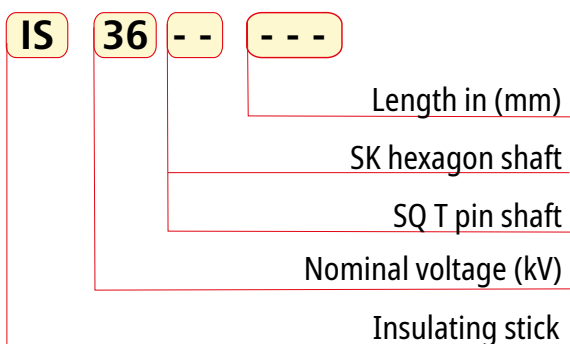 IS 36 - - - - -
Length in (mm)
SK hexagon shaft
SQ T pin shaft
Nominal voltage (kV)
Insulating stick